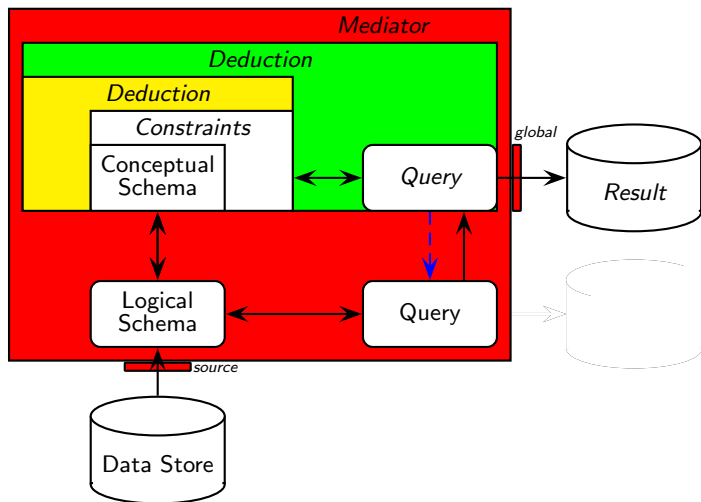 Mediator
Deduction
Deduction
Constraints
Conceptual
Schema
global
Query
Result
Logical
Schema
Query
source
Data Store